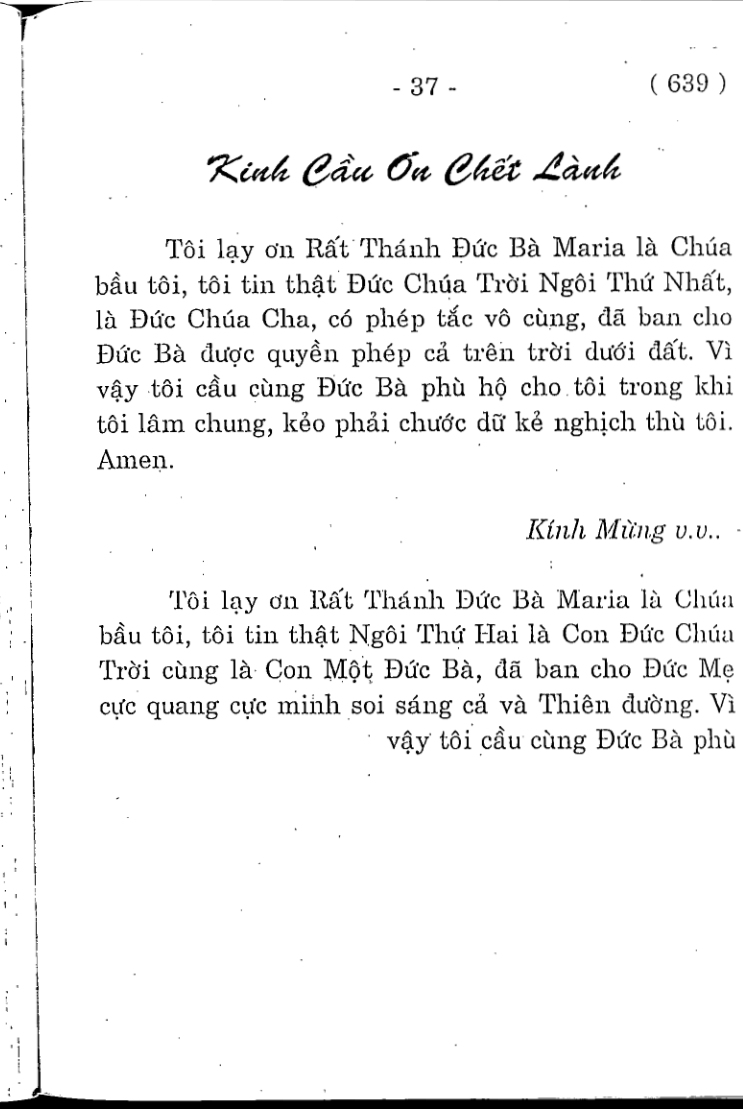 - 37 - ( 639 )
Kinh Cầu Ơn Chết Lành
Tôi lạy ơn Rất Thánh Đức Bà Maria là Chúa
bầu tôi, tôi tin thật Đức Chúa Trời Ngôi Thứ Nhất,
là Đức Chúa Cha, có phép tắc vô cùng, đã ban cho
Đức Bà được quyền phép cả trên trời dưới đất. Vì
vậy tôi cầu cùng Đức Bà phù hộ cho tôi trong khi
tôi lâm chung, kẻo phải chước dữ kẻ nghịch thù tôi.
Amen.
Kính Mừng v.v..
Tôi lạy ơn Rất Thánh Đức Bà Maria là Chúa
bầu tôi, tôi tin thật Ngôi Thứ Hai là Con Đức Chúa
Trời cùng là Con Một Đức Bà, đã ban cho Đức Mẹ
cực quang cực minh soi sáng cả và Thiên đường. Vì
vậy tôi cầu cùng Đức Bà phù